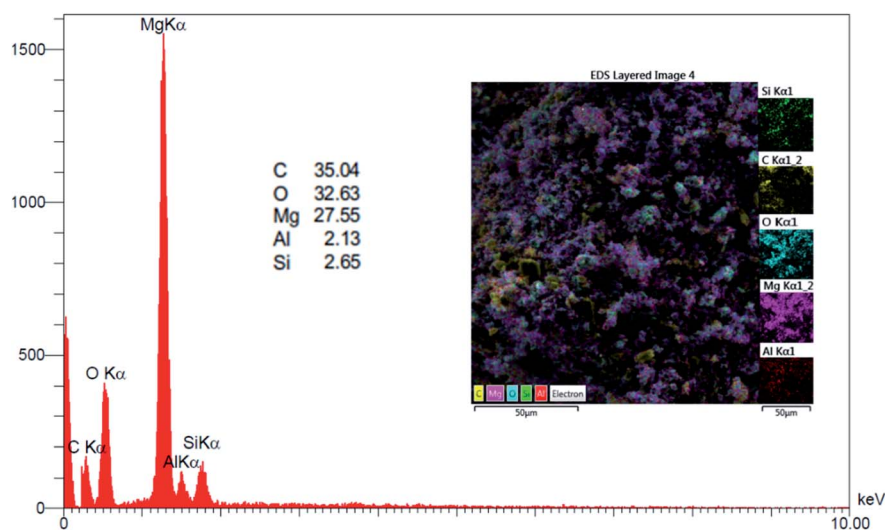 MgKα
1500
1000
500
0
O Kα
C Kα
AlKα
SiKα
C 35.04
O 32.63
Mg 27.55
Al 2.13
Si 2.65
EDS Layered Image 4
Si Kα1
C Kα1_2
O Kα1
Mg Kα1_2
Al Kα1
C Mg O Si Al Electron
50μm
50μm
0
10.00
keV